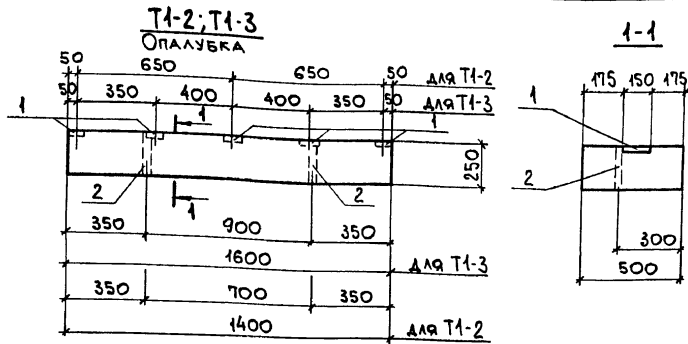 Т1-2; Т1-3
ОПАЛУБКА
1-1
50 650 650 50 для Т1-2
50 350 400 400 350 50 для Т1-3
175 150 175
1 1 1 1
250
2 2 2
1
350 900 350
300
1600 для Т1-3
500
350 700 350
1400 для Т1-2